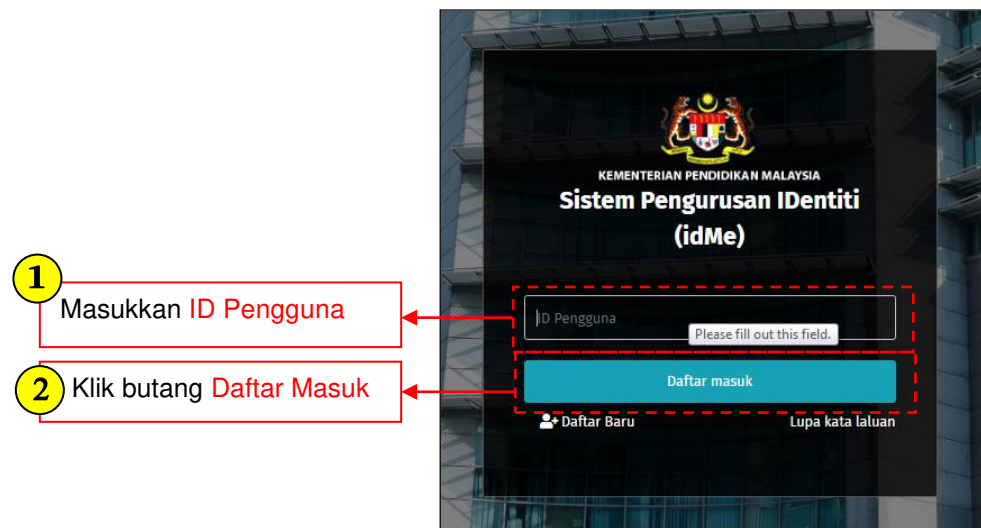 KEMENTERIAN PENDIDIKAN MALAYSIA
Sistem Pengurusan IDentiti
(idMe)
1
Masukkan ID Pengguna
ID Pengguna
Please fill out this field.
2
Klik butang Daftar Masuk
Daftar masuk
Daftar Baru
Lupa kata laluan